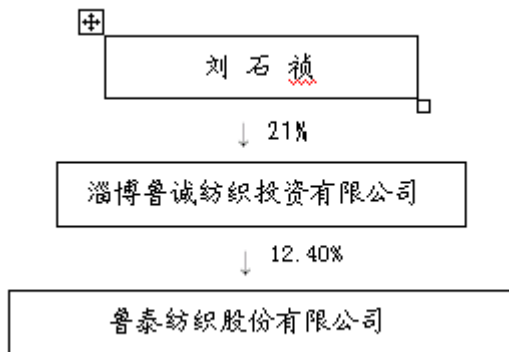 刘 石 祯
↓ 21%
淄博鲁诚纺织投资有限公司
↓ 12.40%
鲁泰纺织股份有限公司